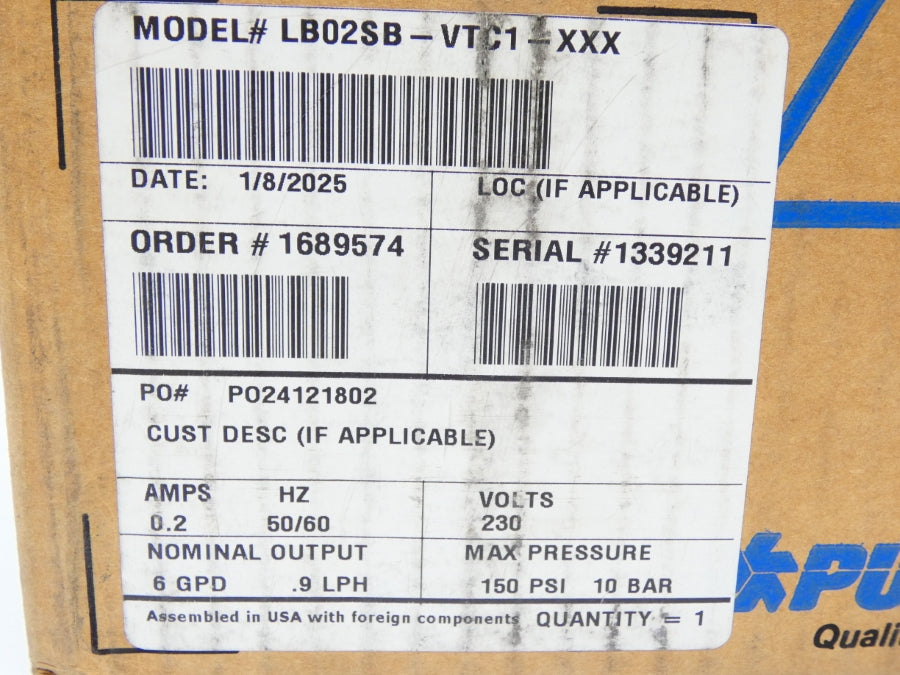 MODEL# LB02SB-VTC1-XXX
DATE: 1/8/2025
LOC (IF APPLICABLE)
ORDER # 1689574
SERIAL #1339211
PO# PO24121802
CUST DESC (IF APPLICABLE)
AMPS HZ VOLTS
0.2 50/60 230
NOMINAL OUTPUT MAX PRESSURE
6 GPD .9 LPH 150 PSI 10 BAR
Assembled in USA with foreign components QUANTITY = 1
PU
Quali